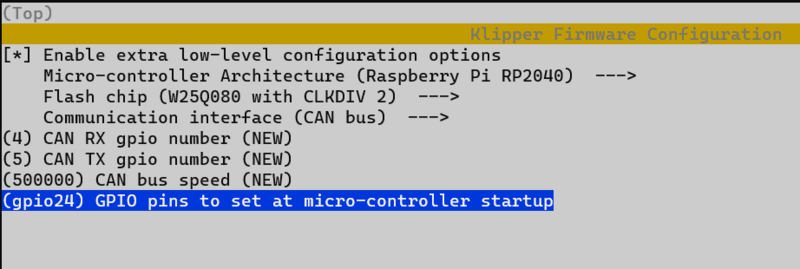 (Top)
Klipper Firmware Configuration
[*] Enable extra low-level configuration options
Micro-controller Architecture (Raspberry Pi RP2040)  --->
Flash chip (W25Q080 with CLKDIV 2)  --->
Communication interface (CAN bus)  --->
(4) CAN RX gpio number (NEW)
(5) CAN TX gpio number (NEW)
(500000) CAN bus speed (NEW)
(gpio24) GPIO pins to set at micro-controller startup